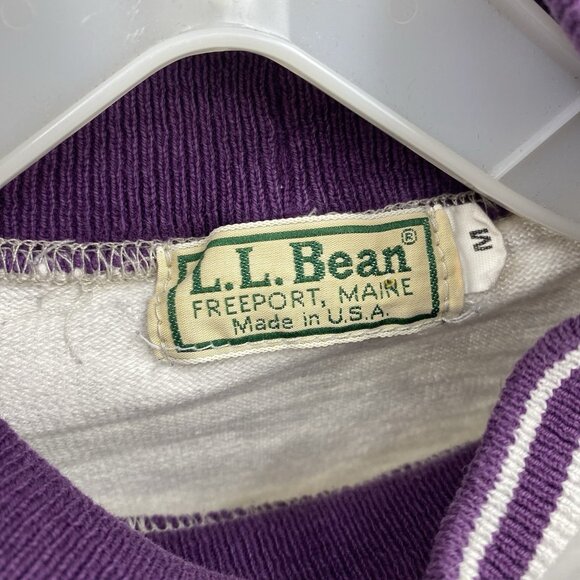 L.L. Bean®
FREEPORT, MAINE
Made in U.S.A.
M